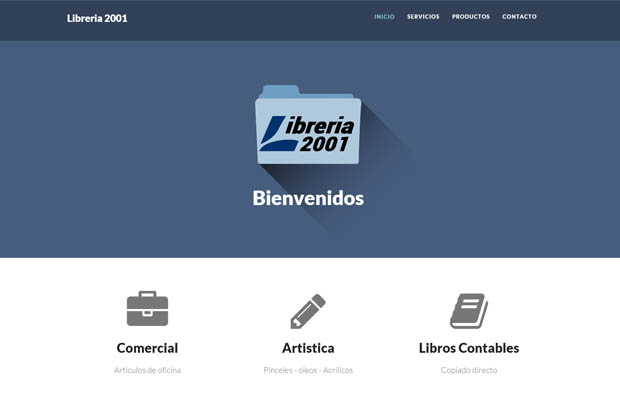 Libreria 2001
INICIO SERVICIOS PRODUCTOS CONTACTO
Libreria
2001
Bienvenidos
Comercial Artistica Libros Contables
Articulos de oficina Pinceles - oleos - Acrilicos Copiado directo